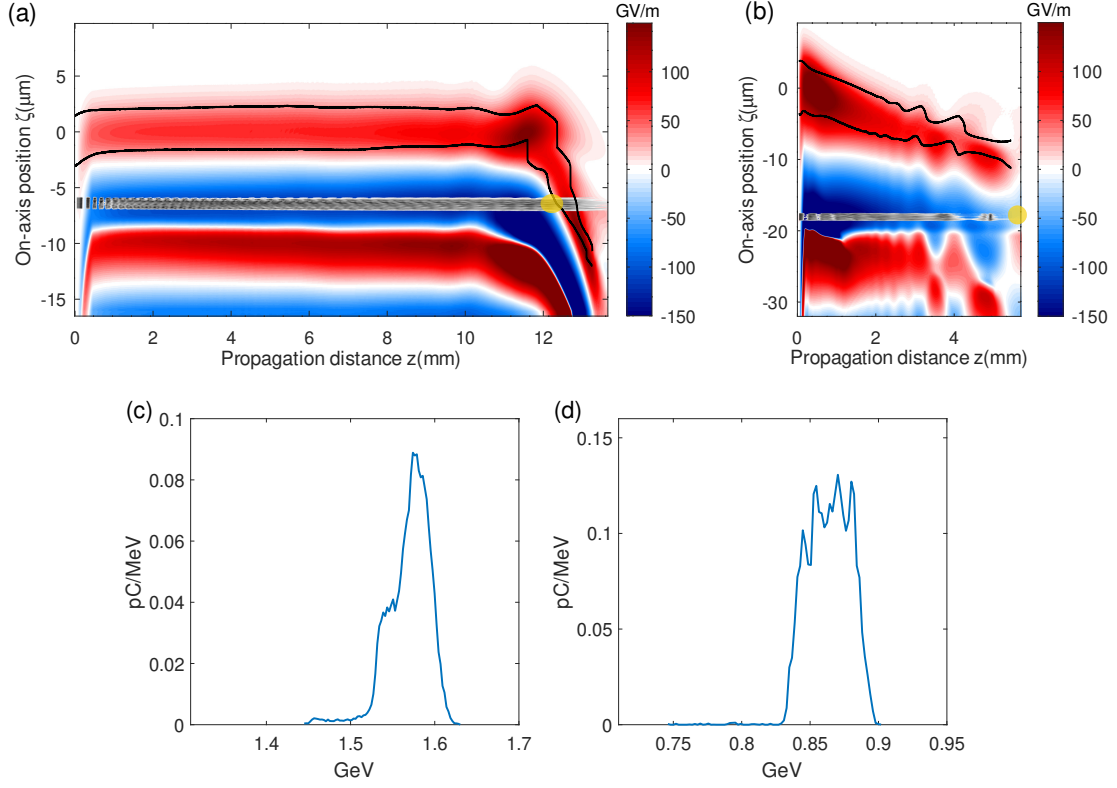 (a)
GV/m
5
0
-5
-10
-15
On-axis position ζ(μm)
0 2 4 6 8 10 12
Propagation distance z(mm)
100
50
0
-50
-100
-150
(b)
GV/m
0
-10
-20
-30
On-axis position ζ(μm)
0 2 4
Propagation distance z(mm)
100
50
0
-50
-100
-150
(c)
0.1
0.08
0.06
0.04
0.02
0
pC/MeV
1.4 1.5 1.6 1.7
GeV
(d)
0.15
0.1
0.05
0
pC/MeV
0.75 0.8 0.85 0.9 0.95
GeV